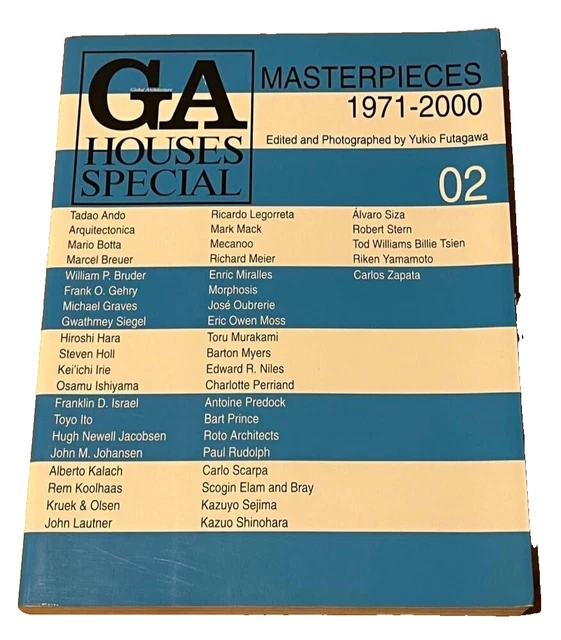 GA
Global Architecture
HOUSES
SPECIAL
MASTERPIECES
1971-2000
Edited and Photographed by Yukio Futagawa
02
Tadao Ando
Arquitectonica
Mario Botta
Marcel Breuer
William P. Bruder
Frank O. Gehry
Michael Graves
Gwathmey Siegel
Hiroshi Hara
Steven Holl
Kei'ichi Irie
Osamu Ishiyama
Franklin D. Israel
Toyo Ito
Hugh Newell Jacobsen
John M. Johansen
Alberto Kalach
Rem Koolhaas
Kruek & Olsen
John Lautner
Ricardo Legorreta
Mark Mack
Mecanoo
Richard Meier
Enric Miralles
Morphosis
José Oubrerie
Eric Owen Moss
Toru Murakami
Barton Myers
Edward R. Niles
Charlotte Perriand
Antoine Predock
Bart Prince
Roto Architects
Paul Rudolph
Carlo Scarpa
Scogin Elam and Bray
Kazuyo Sejima
Kazuo Shinohara
Álvaro Siza
Robert Stern
Tod Williams Billie Tsien
Riken Yamamoto
Carlos Zapata